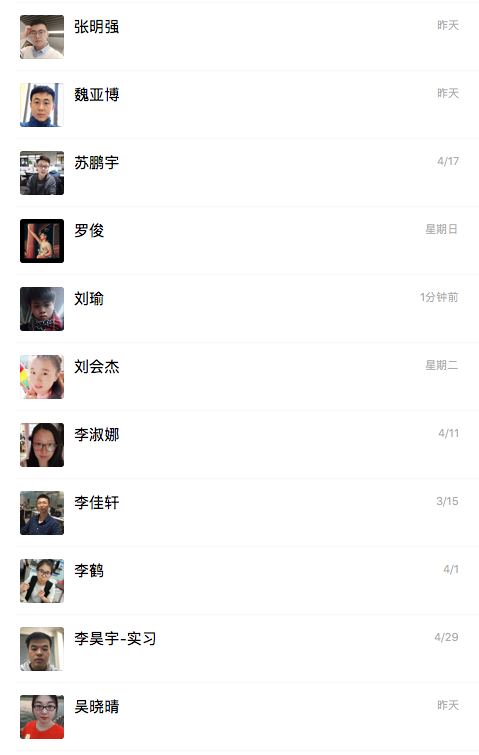 张明强 昨天
魏亚博 昨天
苏鹏宇 4/17
罗俊 星期日
刘瑜 1分钟前
刘会杰 星期二
李淑娜 4/11
李佳轩 3/15
李鹤 4/1
李昊宇-实习 4/29
吴晓晴 昨天